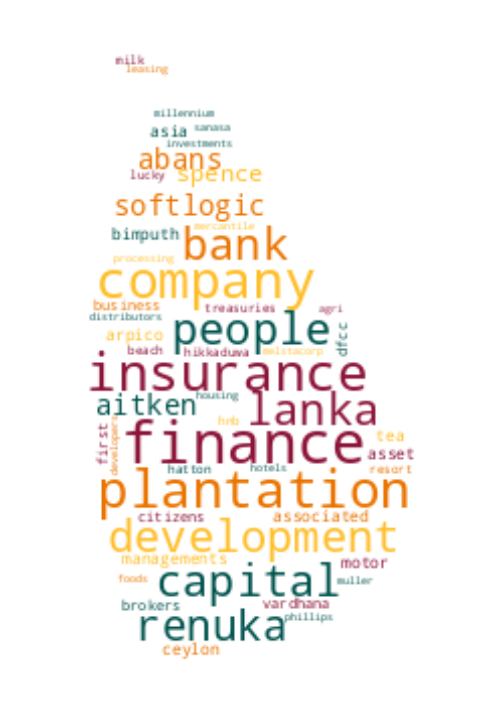 milk
leasing
millennium
asia sanasa
investments
abans
lucky spence
softlogic
mercantile
bimputh bank
processing
company
business treasuries agri
distributors people
arpico dfcc
beach hikkaduwa melstacorp
insurance
housing
aitken lanka
hnb
first developers finance tea
asset
hatton hotels resort
plantation
citizens associated
development
managements motor
foods capital muller
brokers vardhana
renuka phillips
ceylon